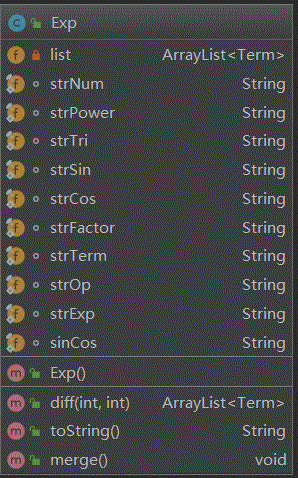 Exp
list ArrayList<Term>
strNum String
strPower String
strTri String
strSin String
strCos String
strFactor String
strTerm String
strOp String
strExp String
sinCos String
Exp()
diff(int, int) ArrayList<Term>
toString() String
merge() void